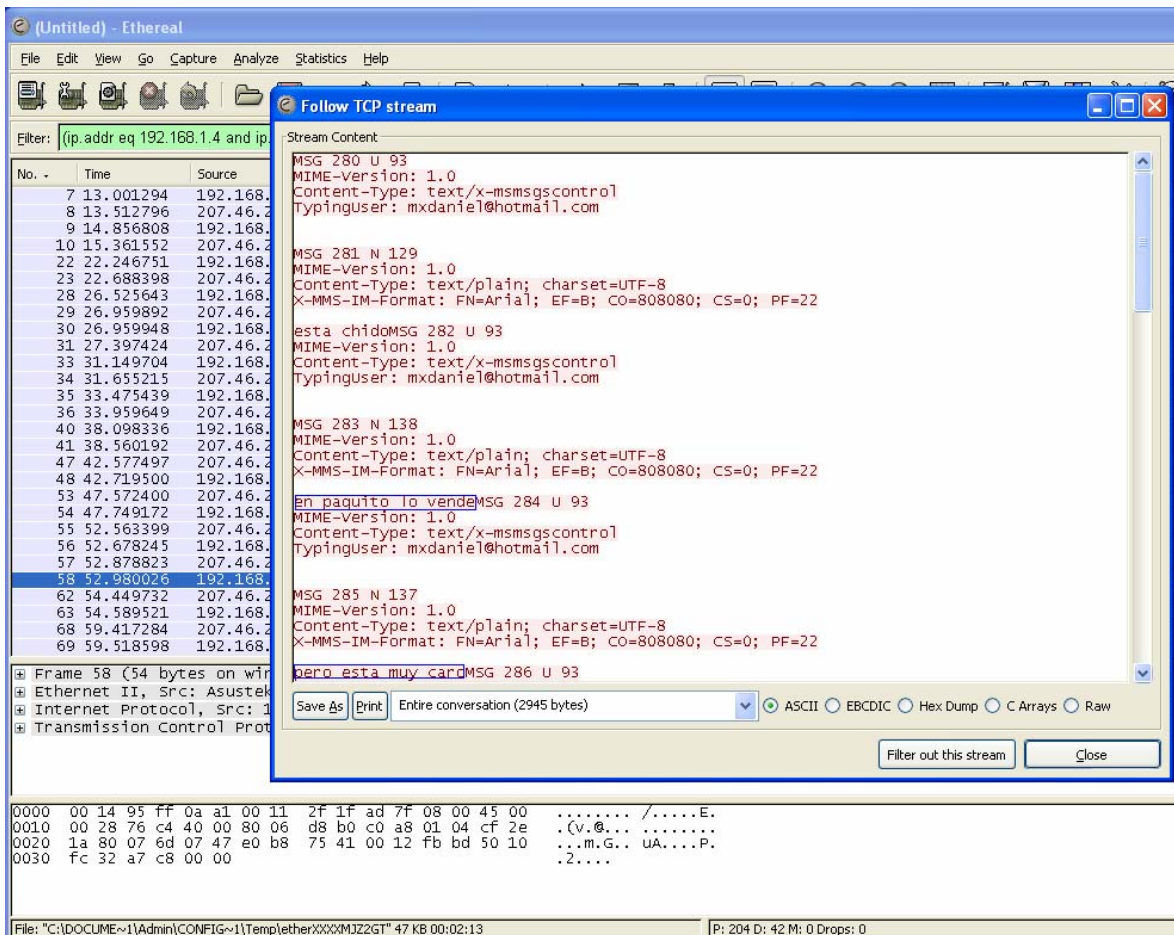 (Untitled) - Ethereal
File Edit View Go Capture Analyze Statistics Help
Filter: (ip.addr eq 192.168.1.4 and ip.
No. - Time Source
7 13.001294 192.168.
8 13.512796 207.46.2
9 14.856808 192.168.
10 15.361552 207.46.2
22 22.246751 192.168.
23 22.688398 207.46.2
28 26.525643 192.168.
29 26.959892 207.46.2
30 26.959948 192.168.
31 27.397424 207.46.2
33 31.149704 192.168.
34 31.655215 207.46.2
35 33.475439 192.168.
36 33.959649 207.46.2
40 38.098336 192.168.
41 38.560192 207.46.2
47 42.577497 207.46.2
48 42.719500 192.168.
53 47.572400 207.46.2
54 47.749172 192.168.
55 52.563399 207.46.2
56 52.678245 192.168.
57 52.878823 207.46.2
58 52.980026 192.168.
62 54.449732 207.46.2
63 54.589521 192.168.
68 59.417284 207.46.2
69 59.518598 192.168.
Follow TCP stream
Stream Content
MSG 280 U 93
MIME-Version: 1.0
Content-Type: text/x-msmsgscontrol
TypingUser: mxdaniel@hotmail.com
MSG 281 N 129
MIME-Version: 1.0
Content-Type: text/plain; charset=UTF-8
X-MMS-IM-Format: FN=Arial; EF=B; CO=808080; CS=0; PF=22
esta chidoMSG 282 U 93
MIME-Version: 1.0
Content-Type: text/x-msmsgscontrol
TypingUser: mxdaniel@hotmail.com
MSG 283 N 138
MIME-Version: 1.0
Content-Type: text/plain; charset=UTF-8
X-MMS-IM-Format: FN=Arial; EF=B; CO=808080; CS=0; PF=22
en paquito lo vendeMSG 284 U 93
MIME-Version: 1.0
Content-Type: text/x-msmsgscontrol
TypingUser: mxdaniel@hotmail.com
MSG 285 N 137
MIME-Version: 1.0
Content-Type: text/plain; charset=UTF-8
X-MMS-IM-Format: FN=Arial; EF=B; CO=808080; CS=0; PF=22
pero esta muy caroMSG 286 U 93
Save As Print Entire conversation (2945 bytes) ASCII EBCDIC Hex Dump C Arrays Raw
Filter out this stream Close
Frame 58 (54 bytes on wir
Ethernet II, Src: Asustek
Internet Protocol, Src: 1
Transmission Control Prot
0000 00 14 95 ff 0a a1 00 11 2f 1f ad 7f 08 00 45 00 ........ /.....E.
0010 00 28 76 c4 40 00 80 06 d8 b0 c0 a8 01 04 cf 2e .(v.@... ........
0020 1a 80 07 6d 07 47 e0 b8 75 41 00 12 fb bd 50 10 ...m.G.. uA....P.
0030 fc 32 a7 c8 00 00 .2....
File: "C:\DOCUME~1\Admin\CONFIG~1\Temp\etherXXXXMJZ2GT" 47 KB 00:02:13
P: 204 D: 42 M: 0 Drops: 0